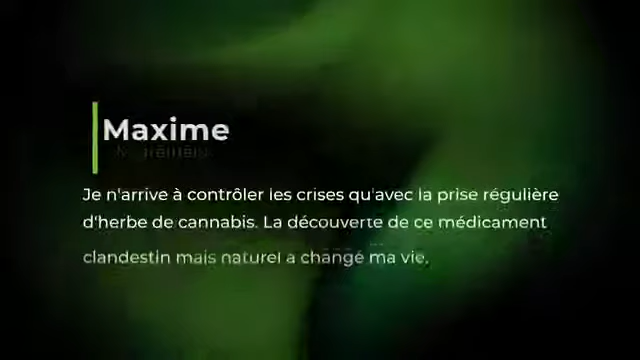 Maxime
Je n'arrive à contrôler les crises qu'avec la prise régulière
d'herbe de cannabis. La découverte de ce médicament
clandestin mais naturel a changé ma vie.